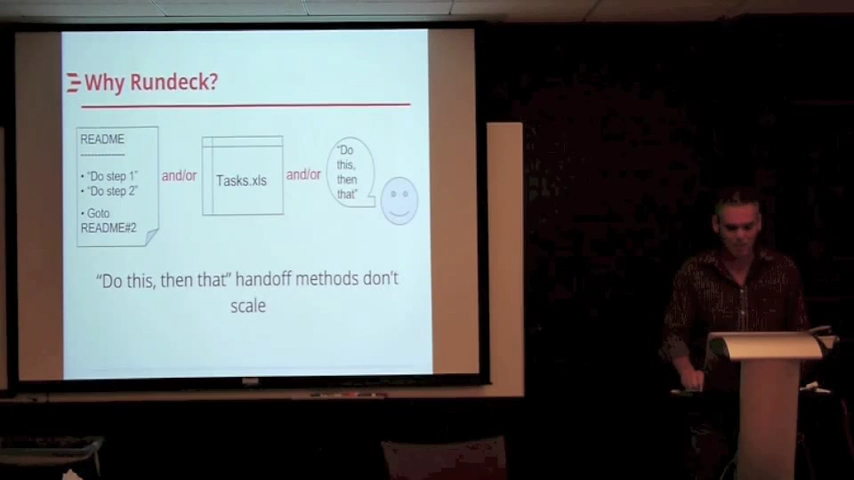 Why Rundeck?
README
• "Do step 1"
• "Do step 2"
• Goto
README#2
and/or
Tasks.xls
and/or
"Do
this,
then
that"
"Do this, then that" handoff methods don't
scale